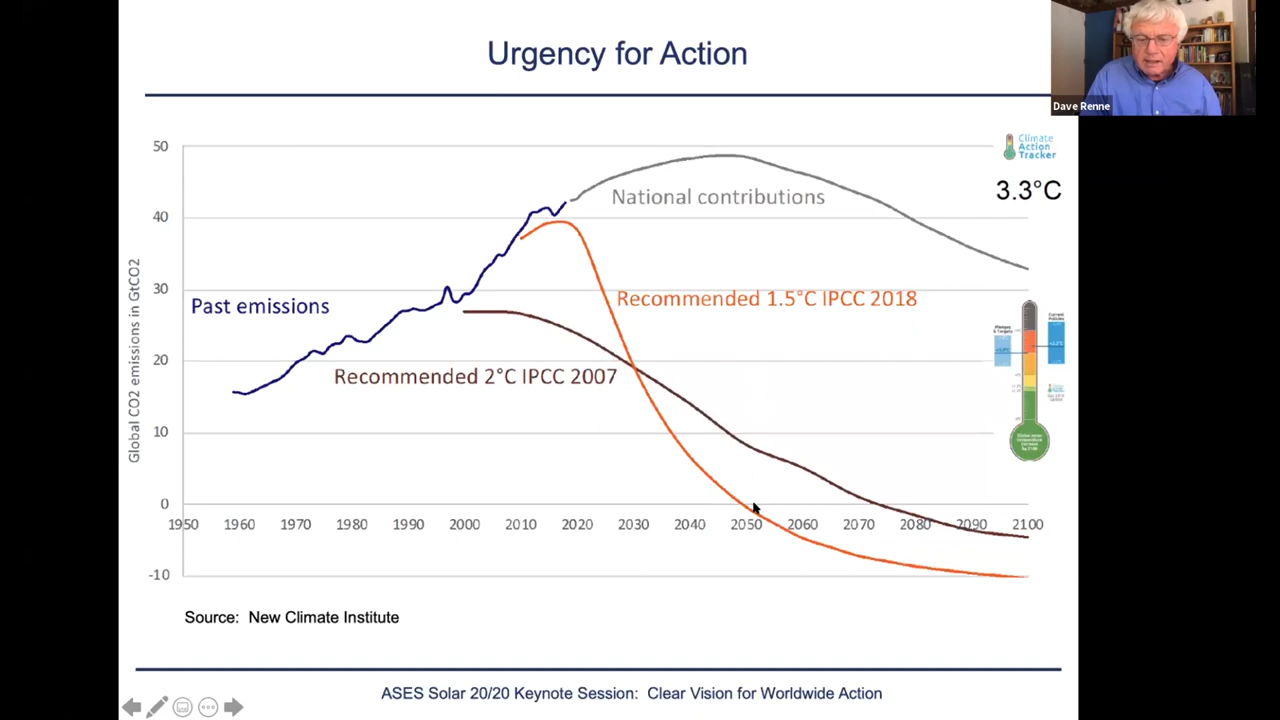 Urgency for Action
Dave Renne
Climate
Action
Tracker
3.3°C
50
40
30
20
10
0
-10
Global CO2 emissions in GtCO2
National contributions
Past emissions
Recommended 1.5°C IPCC 2018
Recommended 2°C IPCC 2007
1950 1960 1970 1980 1990 2000 2010 2020 2030 2040 2050 2060 2070 2080 2090 2100
Source: New Climate Institute
ASES Solar 20/20 Keynote Session: Clear Vision for Worldwide Action